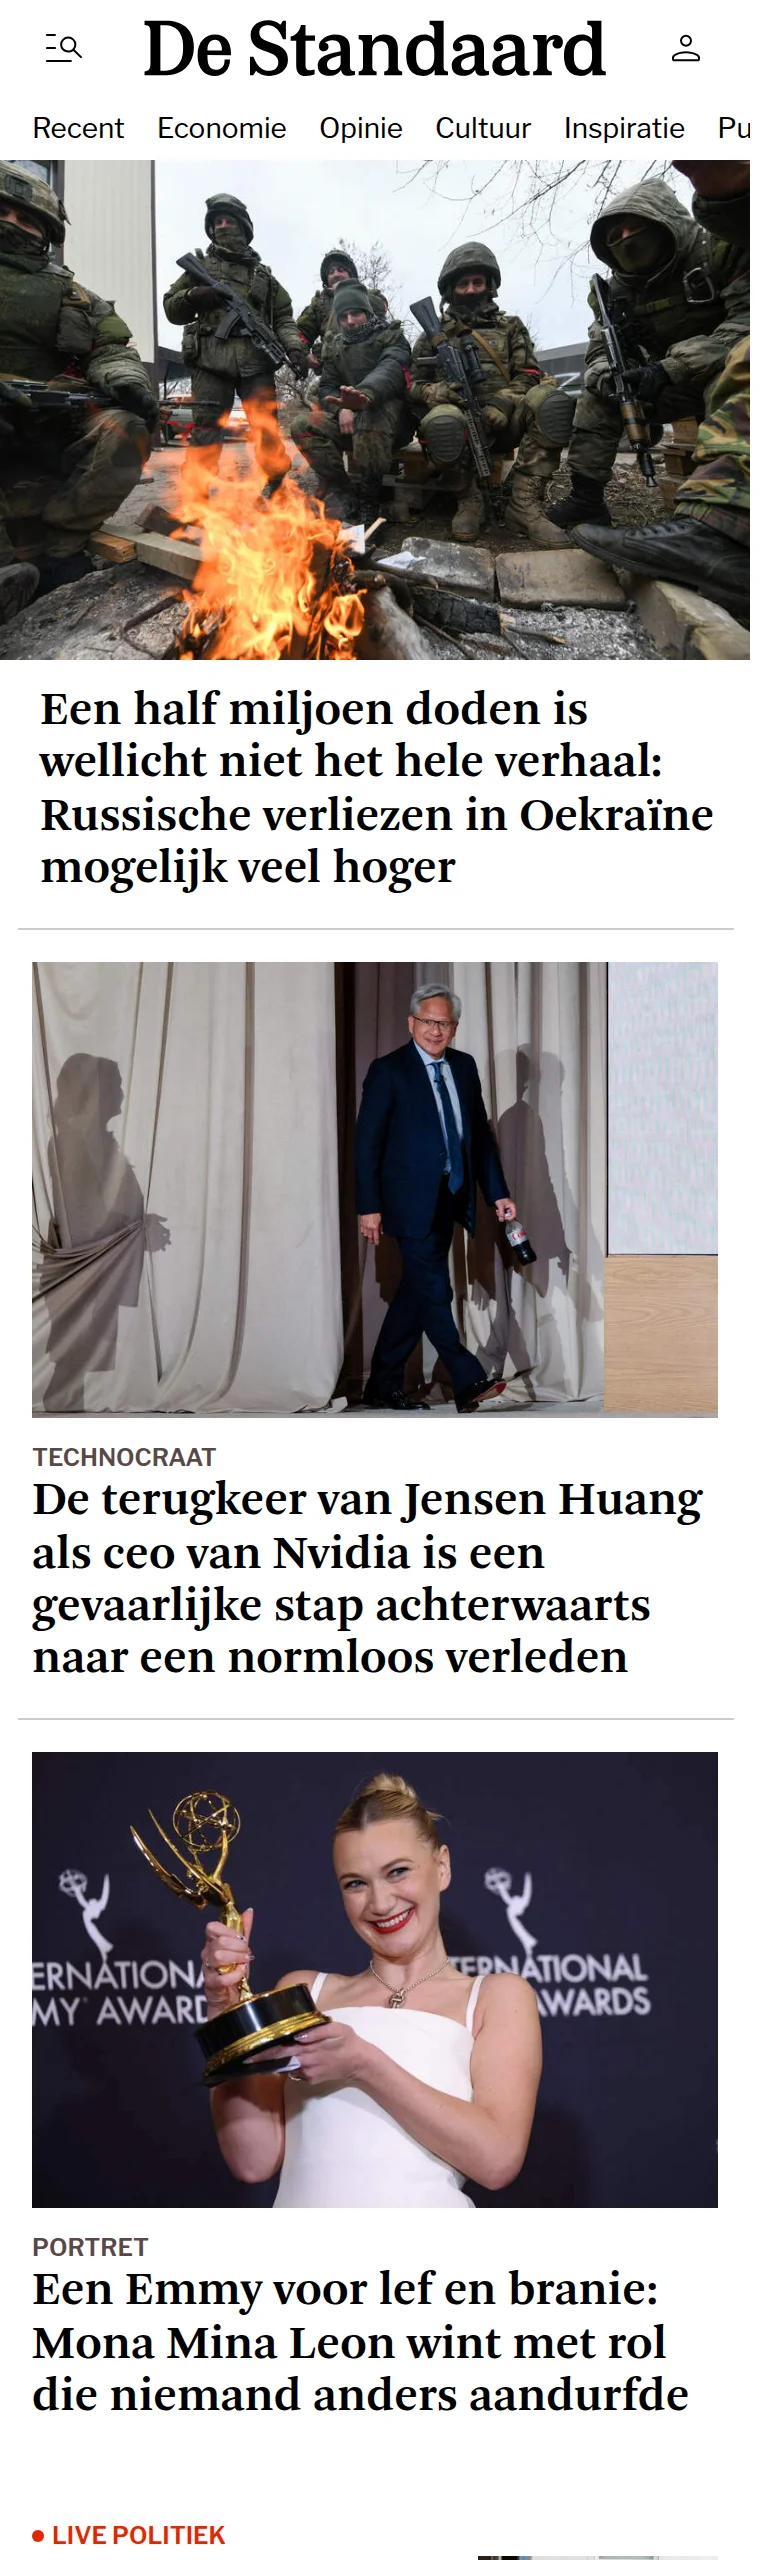 De Standaard
Recent Economie Opinie Cultuur Inspiratie Pu
Een half miljoen doden is
wellicht niet het hele verhaal:
Russische verliezen in Oekraïne
mogelijk veel hoger
TECHNOCRAAT
De terugkeer van Jensen Huang
als ceo van Nvidia is een
gevaarlijke stap achterwaarts
naar een normloos verleden
ERNATIONA TERNATIONAL
MY AWARD AWARDS
PORTRET
Een Emmy voor lef en branie:
Mona Mina Leon wint met rol
die niemand anders aandurfde
LIVE POLITIEK